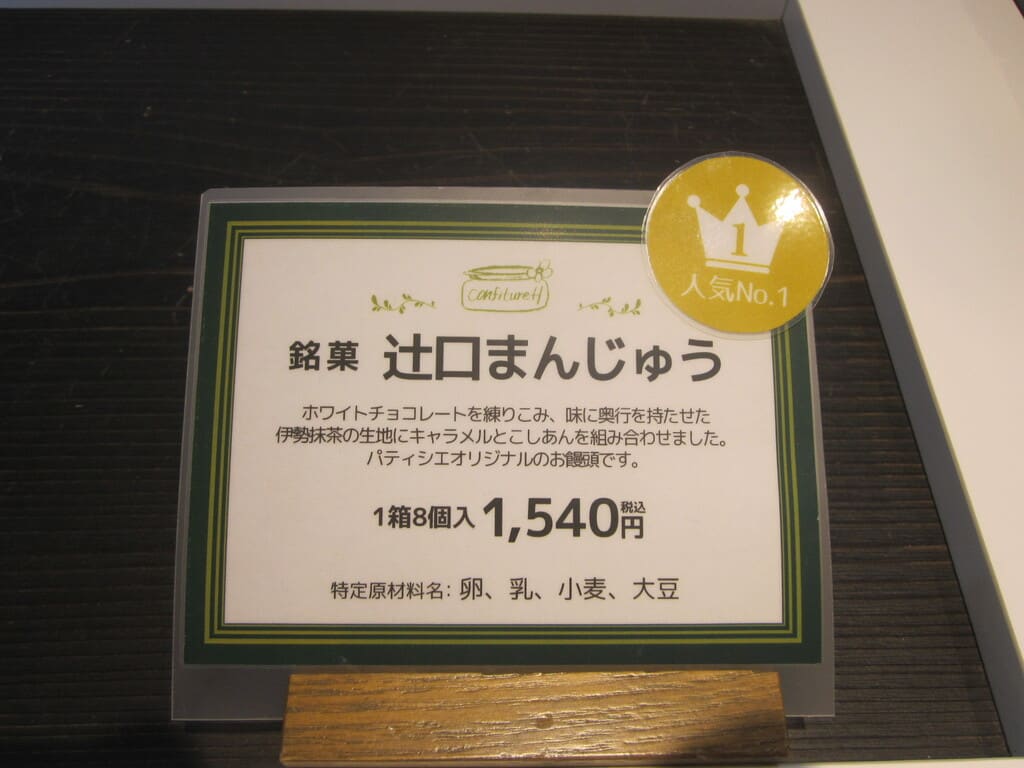 1
人気No.1
confiture H
銘菓 辻口まんじゅう
ホワイトチョコレートを練りこみ、味に奥行を持たせた
伊勢抹茶の生地にキャラメルとこしあんを組み合わせました。
パティシエオリジナルのお饅頭です。
1箱8個入 1,540円税込
特定原材料名: 卵、乳、小麦、大豆